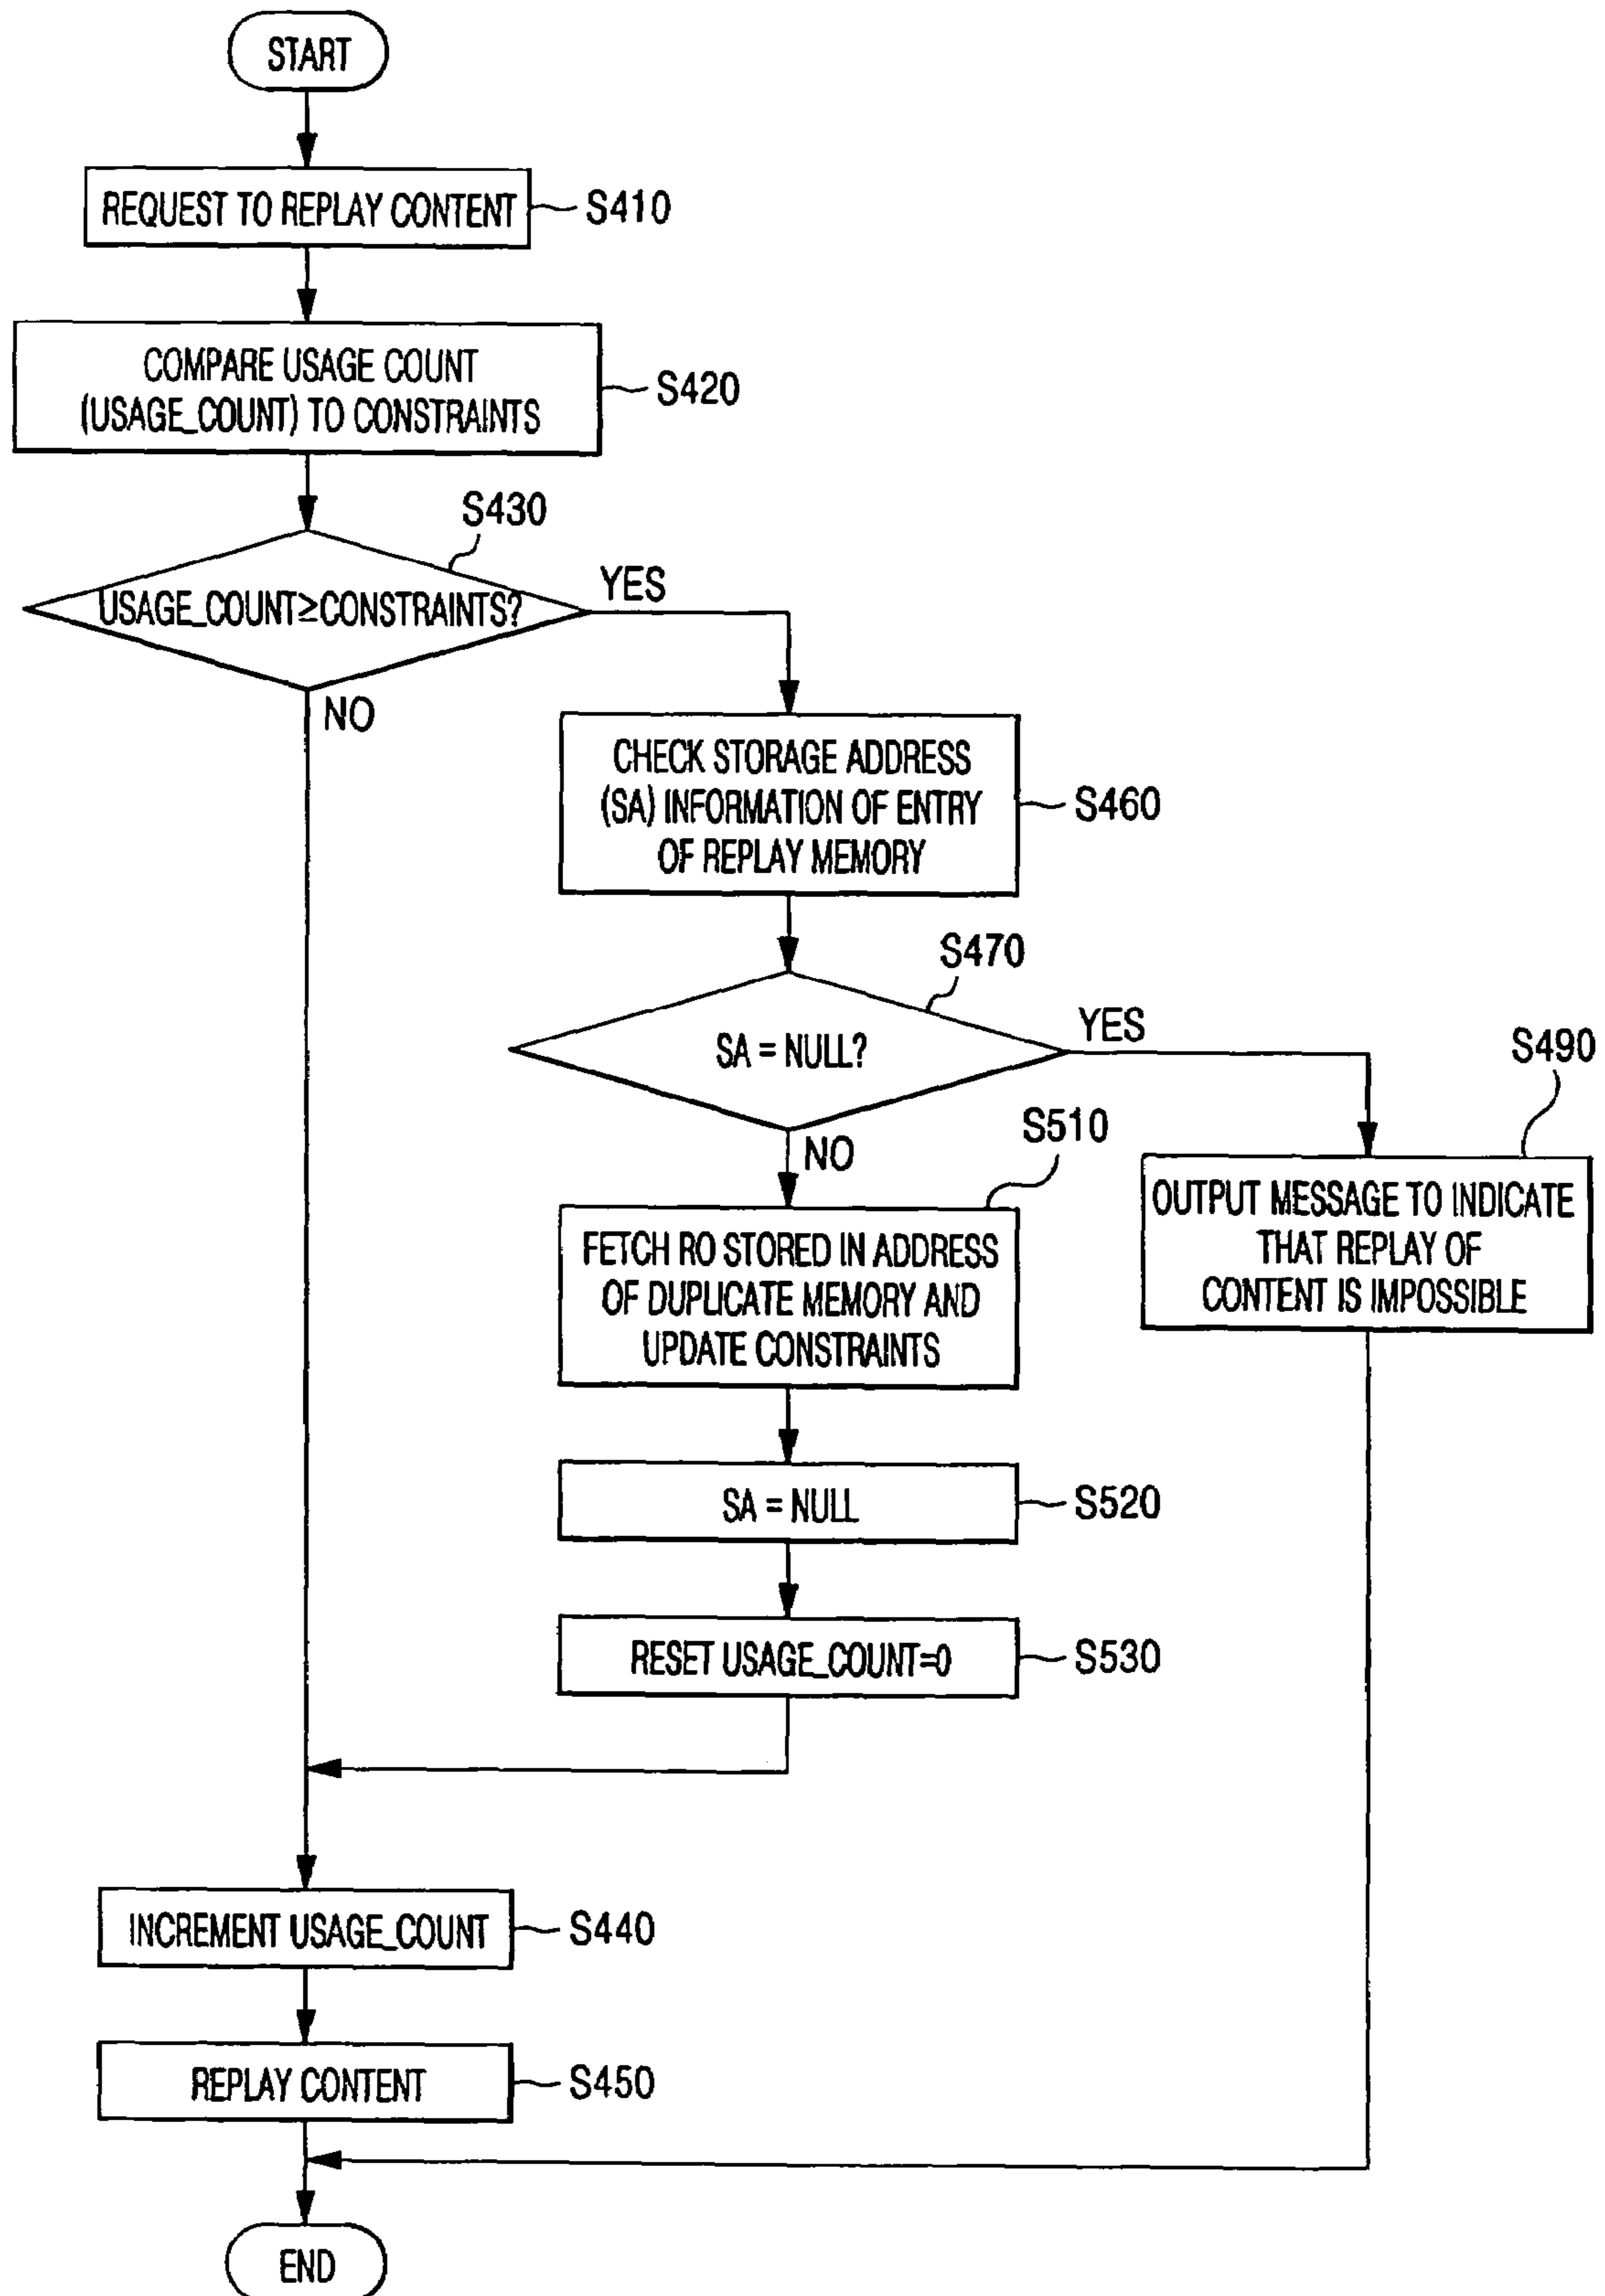 START
REQUEST TO REPLAY CONTENT
S410
COMPARE USAGE COUNT
(USAGE_COUNT) TO CONSTRAINTS
S420
S430
USAGE_COUNT≥CONSTRAINTS?
YES
NO
CHECK STORAGE ADDRESS
(SA) INFORMATION OF ENTRY
OF REPLAY MEMORY
S460
S470
SA = NULL?
YES
NO
S490
OUTPUT MESSAGE TO INDICATE
THAT REPLAY OF
CONTENT IS IMPOSSIBLE
S510
FETCH RO STORED IN ADDRESS
OF DUPLICATE MEMORY AND
UPDATE CONSTRAINTS
SA = NULL
S520
RESET USAGE_COUNT=0
S530
INCREMENT USAGE_COUNT
S440
REPLAY CONTENT
S450
END